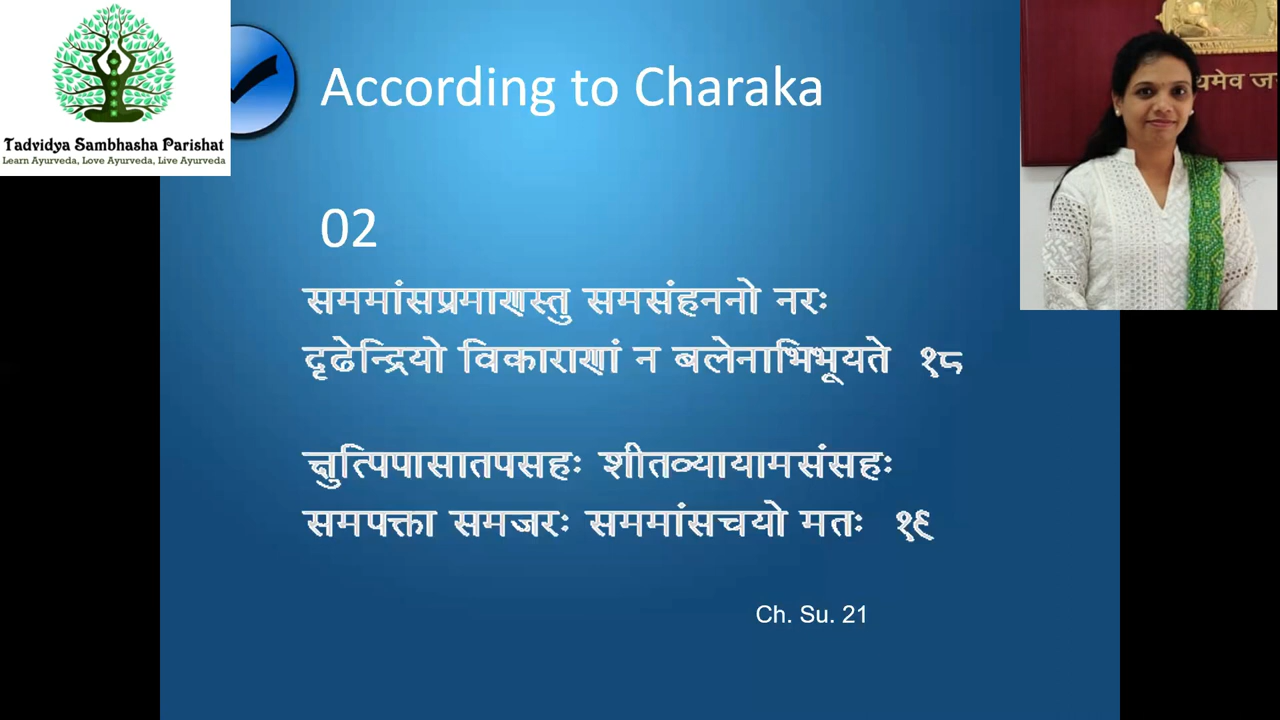 Tadvidya Sambhasha Parishat
Learn Ayurveda, Love Ayurveda, Live Ayurveda
According to Charaka
यमेव ज
02
सममांसप्रमाणस्तु समसंहननो नरः
दृढेन्द्रियो विकाराणां न बलेनाभिभूयते १८
क्षुत्पिपासातपसहः शीतव्यायामसंसहः
समपक्ता समजरः सममांसचयो मतः १९
Ch. Su. 21